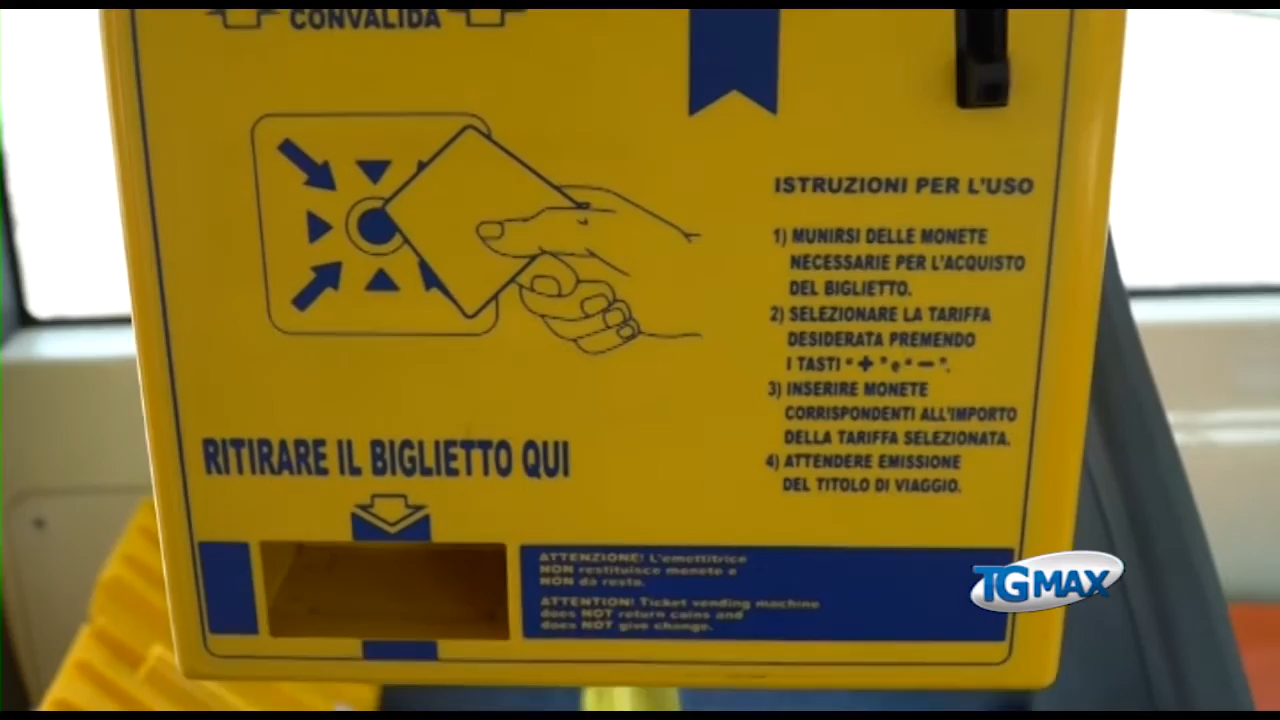 CONVALIDA
ISTRUZIONI PER L'USO
1) MUNIRSI DELLE MONETE
NECESSARIE PER L'ACQUISTO
DEL BIGLIETTO.
2) SELEZIONARE LA TARIFFA
DESIDERATA PREMENDO
I TASTI "+" e "-".
3) INSERIRE MONETE
CORRISPONDENTI ALL'IMPORTO
DELLA TARIFFA SELEZIONATA.
4) ATTENDERE EMISSIONE
DEL TITOLO DI VIAGGIO.
RITIRARE IL BIGLIETTO QUI
ATTENZIONE! L'emettitrice
NON restituisce monete e
NON dà resto.
ATTENTION! Ticket vending machine
does NOT return coins and
does NOT give change.
TGMAX